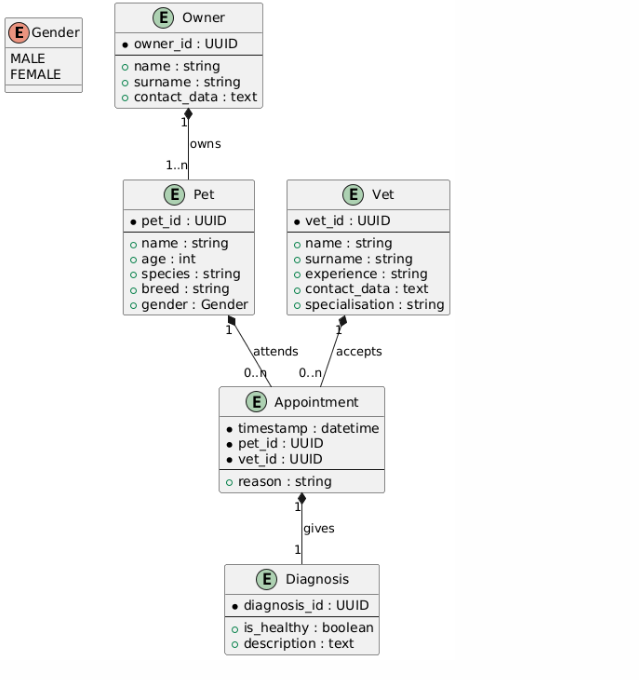 E Gender
MALE
FEMALE
E Owner
owner_id : UUID
name : string
surname : string
contact_data : text
1
owns
1..n
E Pet
pet_id : UUID
name : string
age : int
species : string
breed : string
gender : Gender
E Vet
vet_id : UUID
name : string
surname : string
experience : string
contact_data : text
specialisation : string
1
attends
0..n
1
accepts
0..n
E Appointment
timestamp : datetime
pet_id : UUID
vet_id : UUID
reason : string
1
gives
1
E Diagnosis
diagnosis_id : UUID
is_healthy : boolean
description : text